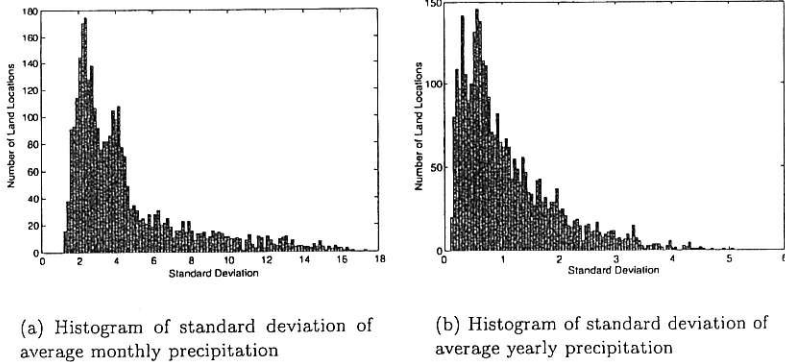 180
160
140
120
100
80
60
40
20
0
Number of Land Locations
0 2 4 6 8 10 12 14 16 18
Standard Deviation
150
100
50
0
Number of Land Locations
0 1 2 3 4 5 6
Standard Deviation
(a) Histogram of standard deviation of
average monthly precipitation
(b) Histogram of standard deviation of
average yearly precipitation